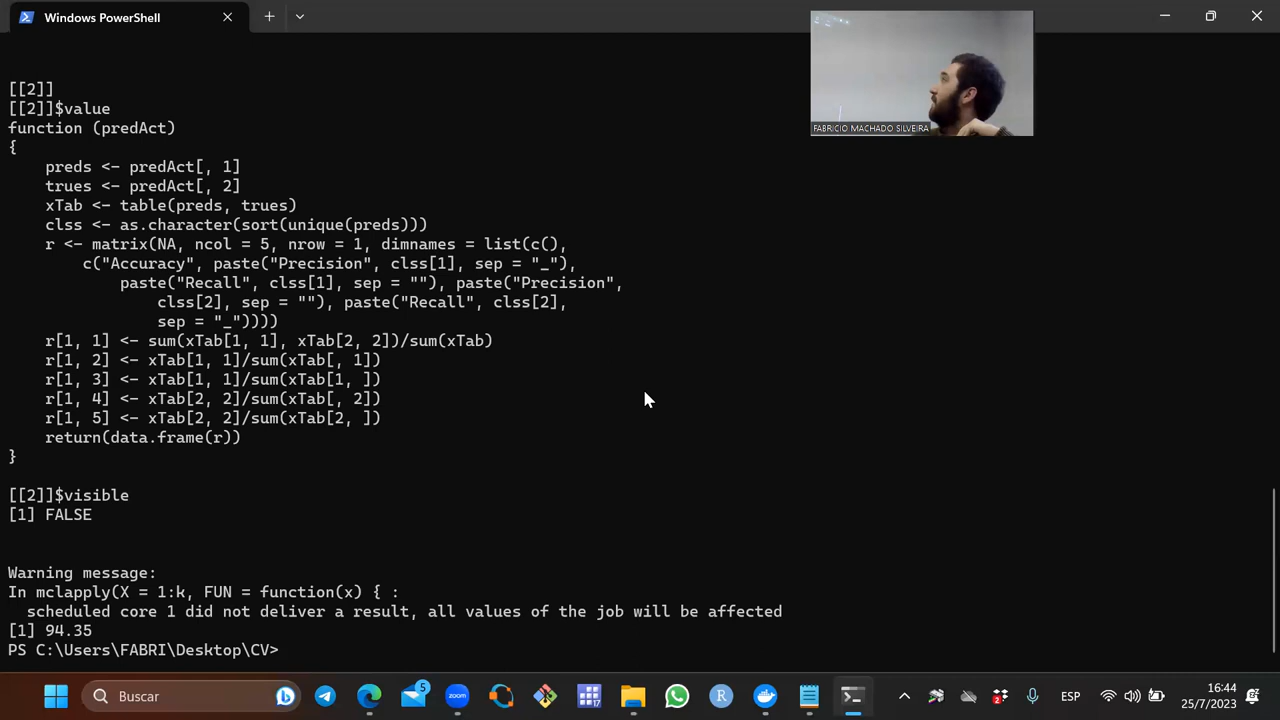 Windows PowerShell
[[2]]
[[2]]$value
function (predAct)
{
    preds <- predAct[, 1]
    trues <- predAct[, 2]
    xTab <- table(preds, trues)
    clss <- as.character(sort(unique(preds)))
    r <- matrix(NA, ncol = 5, nrow = 1, dimnames = list(c(),
        c("Accuracy", paste("Precision", clss[1], sep = "_"),
            paste("Recall", clss[1], sep = ""), paste("Precision",
                clss[2], sep = ""), paste("Recall", clss[2],
                sep = "_"))))
    r[1, 1] <- sum(xTab[1, 1], xTab[2, 2])/sum(xTab)
    r[1, 2] <- xTab[1, 1]/sum(xTab[, 1])
    r[1, 3] <- xTab[1, 1]/sum(xTab[1, ])
    r[1, 4] <- xTab[2, 2]/sum(xTab[, 2])
    r[1, 5] <- xTab[2, 2]/sum(xTab[2, ])
    return(data.frame(r))
}
[[2]]$visible
[1] FALSE
Warning message:
In mclapply(X = 1:k, FUN = function(x) { :
  scheduled core 1 did not deliver a result, all values of the job will be affected
[1] 94.35
PS C:\Users\FABRI\Desktop\CV>
FABRICIO MACHADO SILVEIRA
Buscar
5
17
R
2
ESP
16:44
25/7/2023